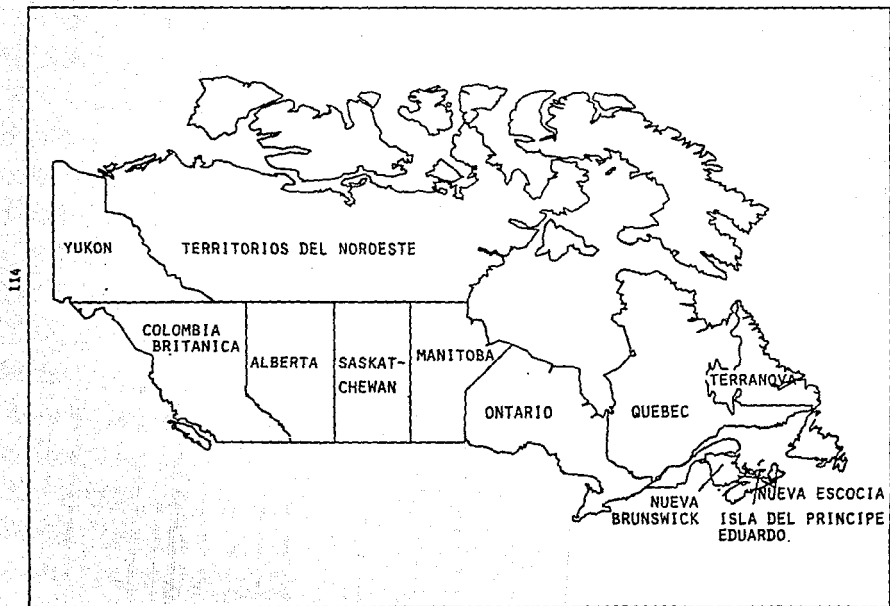 114
YUKON
TERRITORIOS DEL NOROESTE
COLOMBIA
BRITANICA
ALBERTA
SASKAT-
CHEWAN
MANITOBA
ONTARIO
QUEBEC
TERRANOVA
NUEVA
BRUNSWICK
NUEVA ESCOCIA
ISLA DEL PRINCIPE
EDUARDO.